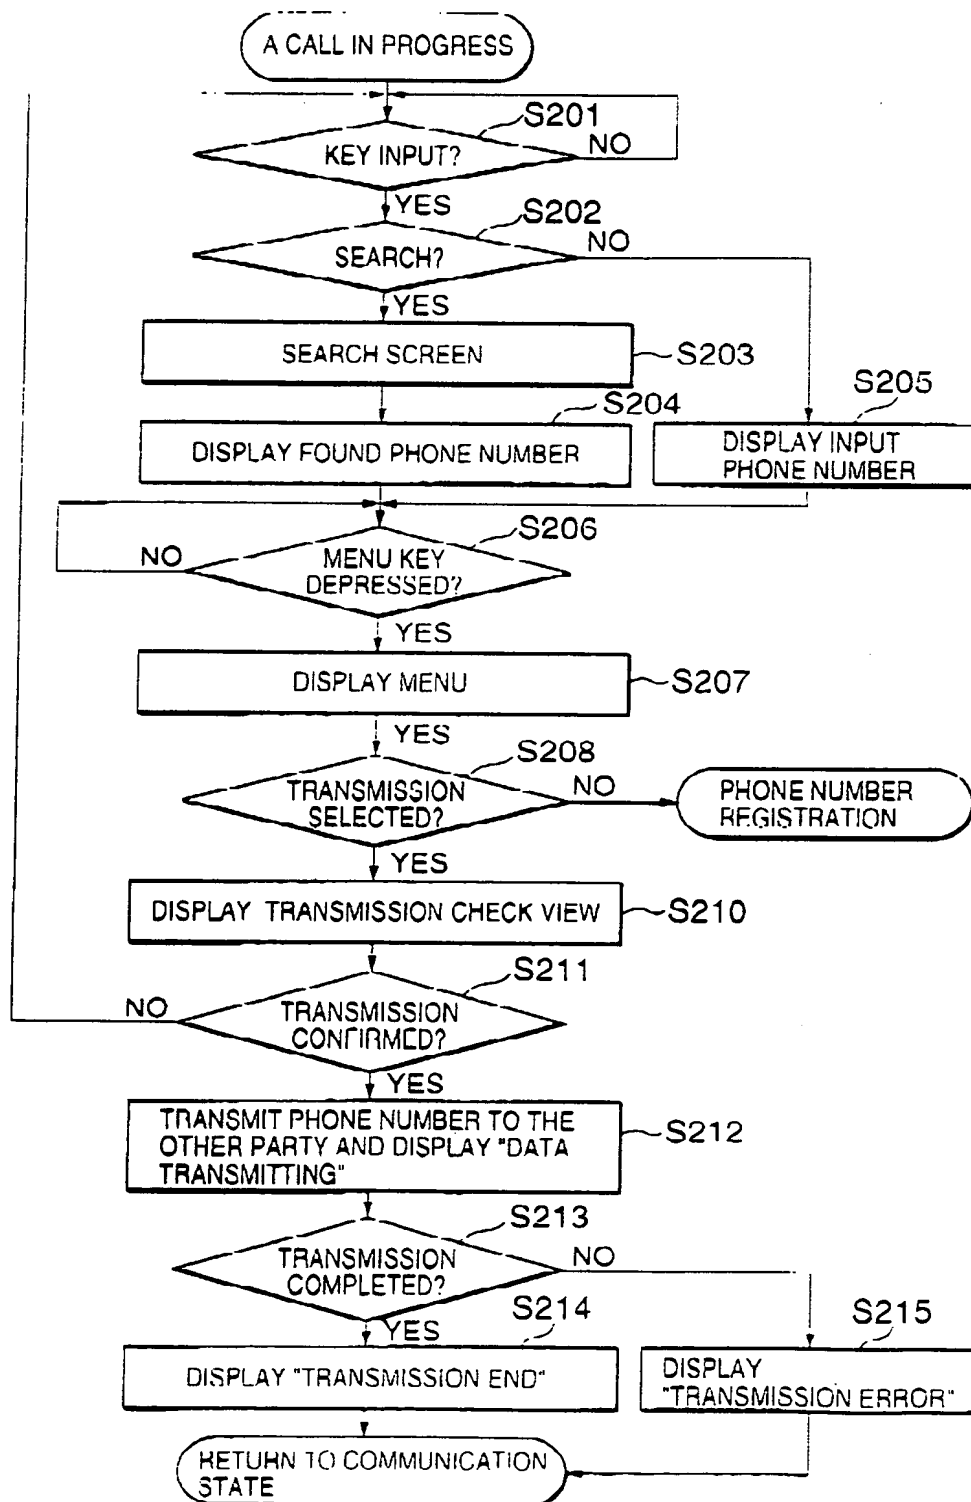 A CALL IN PROGRESS
S201
KEY INPUT?
NO
YES
S202
SEARCH?
NO
YES
SEARCH SCREEN
S203
S204
S205
DISPLAY FOUND PHONE NUMBER
DISPLAY INPUT
PHONE NUMBER
S206
NO
MENU KEY
DEPRESSED?
YES
DISPLAY MENU
S207
YES
S208
TRANSMISSION
SELECTED?
NO
PHONE NUMBER
REGISTRATION
YES
DISPLAY TRANSMISSION CHECK VIEW
S210
S211
NO
TRANSMISSION
CONFIRMED?
YES
TRANSMIT PHONE NUMBER TO THE
OTHER PARTY AND DISPLAY "DATA
TRANSMITTING"
S212
S213
TRANSMISSION
COMPLETED?
NO
YES
S214
S215
DISPLAY "TRANSMISSION END"
DISPLAY
"TRANSMISSION ERROR"
RETURN TO COMMUNICATION
STATE